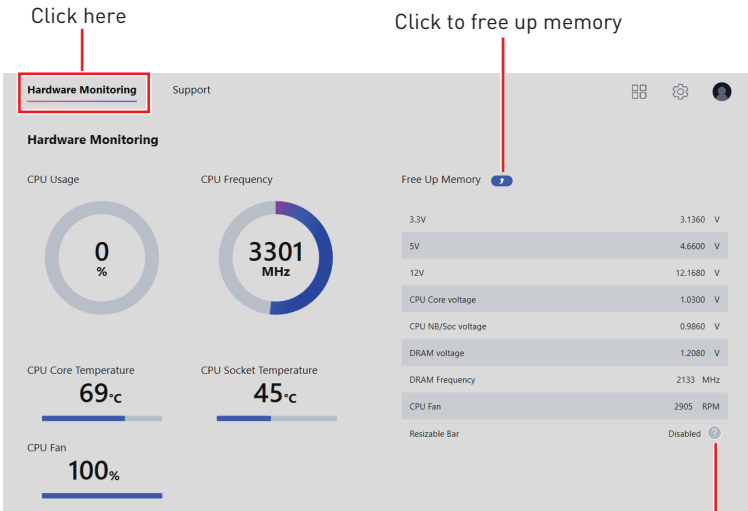 Click here
Click to free up memory
Hardware Monitoring
Support
Hardware Monitoring
CPU Usage
CPU Frequency
Free Up Memory
0
%
3301
MHz
3.3V 3.1360 V
5V 4.6600 V
12V 12.1680 V
CPU Core voltage 1.0300 V
CPU NB/Soc voltage 0.9860 V
DRAM voltage 1.2080 V
DRAM Frequency 2133 MHz
CPU Fan 2905 RPM
Resizable Bar Disabled ?
CPU Core Temperature
69°C
CPU Socket Temperature
45°C
CPU Fan
100%